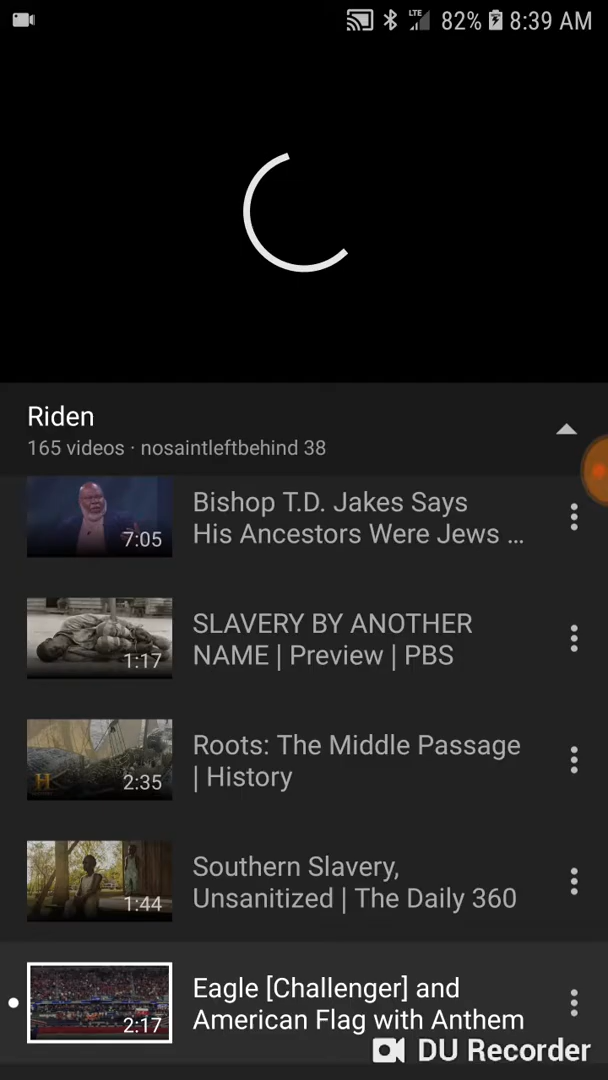 LTE 82% 8:39 AM
Riden
165 videos · nosaintleftbehind 38
Bishop T.D. Jakes Says
His Ancestors Were Jews ...
7:05
SLAVERY BY ANOTHER
NAME | Preview | PBS
1:17
Roots: The Middle Passage
| History
H
2:35
Southern Slavery,
Unsanitized | The Daily 360
1:44
Eagle [Challenger] and
American Flag with Anthem
2:17
DU Recorder